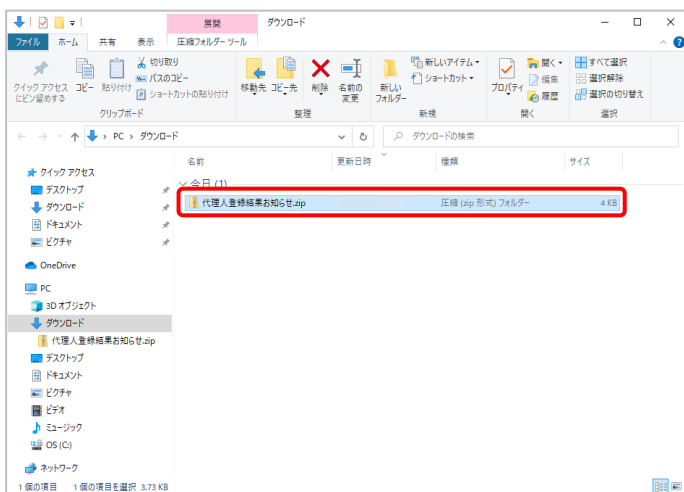 展開 ダウンロード
ファイル ホーム 共有 表示 圧縮フォルダー ツール
クイック アクセスにピン留めする
コピー
貼り付け
切り取り
パスのコピー
ショートカットの貼り付け
クリップボード
移動先
コピー先
削除
名前の変更
整理
新しいフォルダー
新しいアイテム
ショートカット
新規
プロパティ
開く
編集
履歴
開く
すべて選択
選択解除
選択の切り替え
選択
PC › ダウンロード
ダウンロードの検索
名前 更新日時 種類 サイズ
今日 (1)
代理人登録結果お知らせ.zip 圧縮 (zip 形式) フォルダー 4 KB
クイック アクセス
デスクトップ
ダウンロード
ドキュメント
ピクチャ
OneDrive
PC
3D オブジェクト
ダウンロード
代理人登録結果お知らせ.zip
デスクトップ
ドキュメント
ピクチャ
ビデオ
ミュージック
OS (C:)
ネットワーク
1 個の項目 1 個の項目を選択 3.73 KB